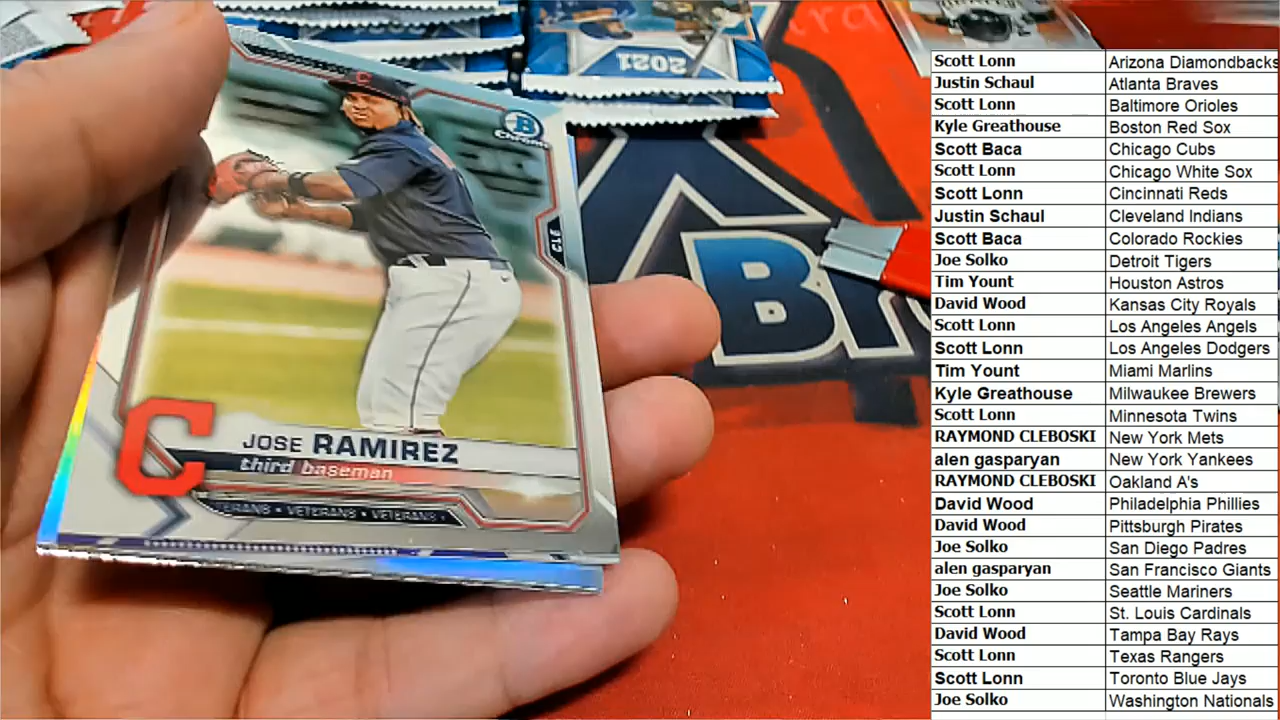 2021
B
Chrome
CLE
C
C
JOSE RAMIREZ
third baseman
VETERANS • VETERANS
Scott Lonn Arizona Diamondbacks
Justin Schaul Atlanta Braves
Scott Lonn Baltimore Orioles
Kyle Greathouse Boston Red Sox
Scott Baca Chicago Cubs
Scott Lonn Chicago White Sox
Scott Lonn Cincinnati Reds
Justin Schaul Cleveland Indians
Scott Baca Colorado Rockies
Joe Solko Detroit Tigers
Tim Yount Houston Astros
David Wood Kansas City Royals
Scott Lonn Los Angeles Angels
Scott Lonn Los Angeles Dodgers
Tim Yount Miami Marlins
Kyle Greathouse Milwaukee Brewers
Scott Lonn Minnesota Twins
RAYMOND CLEBOSKI New York Mets
alen gasparyan New York Yankees
RAYMOND CLEBOSKI Oakland A's
David Wood Philadelphia Phillies
David Wood Pittsburgh Pirates
Joe Solko San Diego Padres
alen gasparyan San Francisco Giants
Joe Solko Seattle Mariners
Scott Lonn St. Louis Cardinals
David Wood Tampa Bay Rays
Scott Lonn Texas Rangers
Scott Lonn Toronto Blue Jays
Joe Solko Washington Nationals